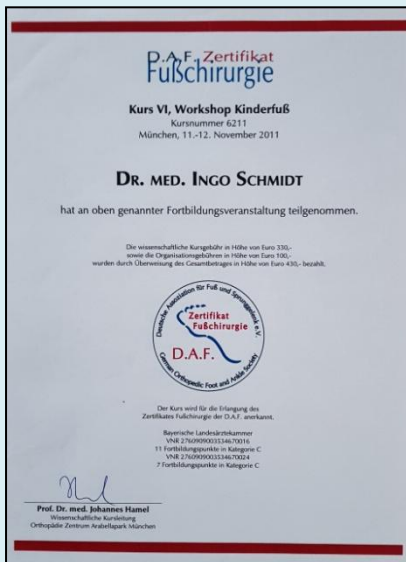 D.A.F. Zertifikat
Fußchirurgie
Kurs VI, Workshop Kinderfuß
Kursnummer 6211
München, 11.-12. November 2011
DR. MED. INGO SCHMIDT
hat an oben genannter Fortbildungsveranstaltung teilgenommen.
Die wissenschaftliche Kursgebühr in Höhe von Euro 330,-
sowie die Organisationsgebühren in Höhe von Euro 100,-
wurden durch Überweisung des Gesamtbetrages in Höhe von Euro 430,- bezahlt.
Deutsche Assoziation für Fuß und Sprunggelenk e.V.
Zertifikat
Fußchirurgie
D.A.F.
German Orthopedic Foot and Ankle Society
Der Kurs wird für die Erlangung des
Zertifikates Fußchirurgie der D.A.F. anerkannt.
Bayerische Landesärztekammer
VNR 2760909003534670016
11 Fortbildungspunkte in Kategorie C
VNR 2760909003534670024
7 Fortbildungspunkte in Kategorie C
Prof. Dr. med. Johannes Hamel
Wissenschaftliche Kursleitung
Orthopädie Zentrum Arabellapark München